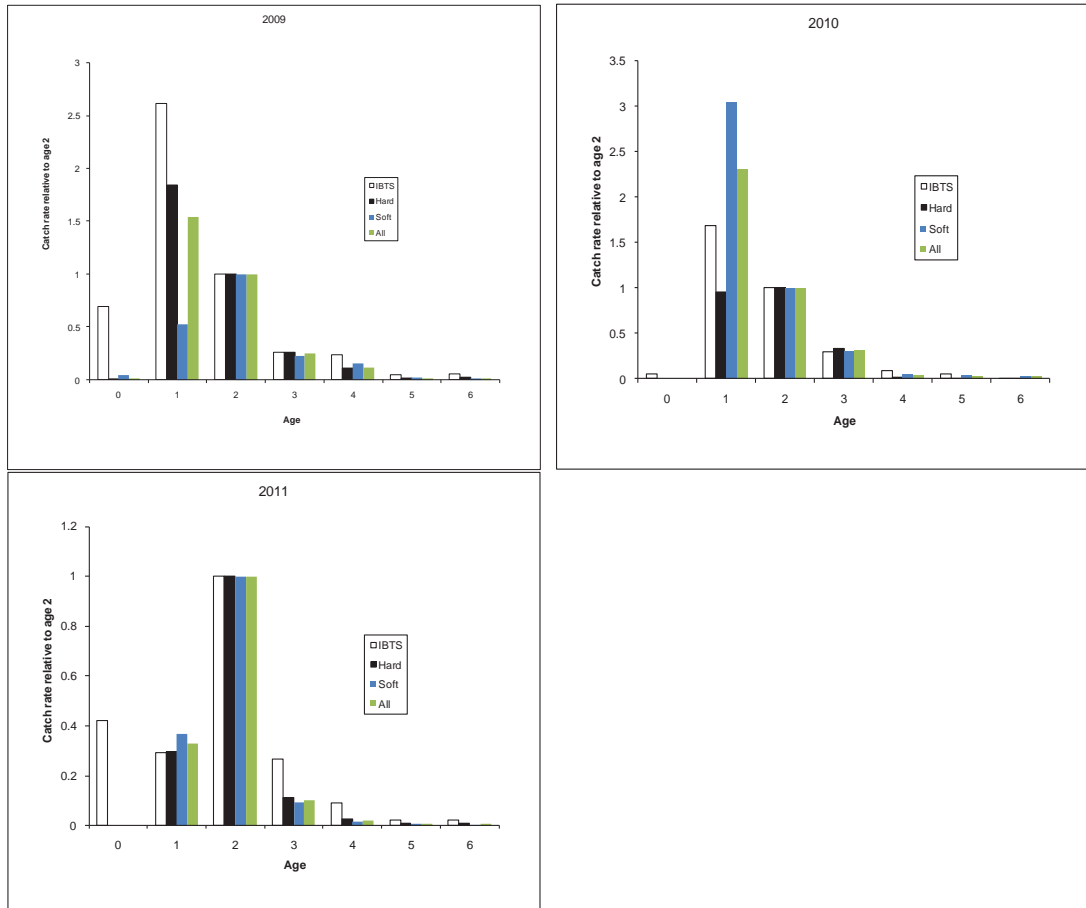 2009
3
2.5
2
1.5
1
0.5
0
Catch rate relative to age 2
IBTS
Hard
Soft
All
0 1 2 3 4 5 6
Age
2010
3.5
3
2.5
2
1.5
1
0.5
0
Catch rate relative to age 2
IBTS
Hard
Soft
All
0 1 2 3 4 5 6
Age
2011
1.2
1
0.8
0.6
0.4
0.2
0
Catch rate relative to age 2
IBTS
Hard
Soft
All
0 1 2 3 4 5 6
Age